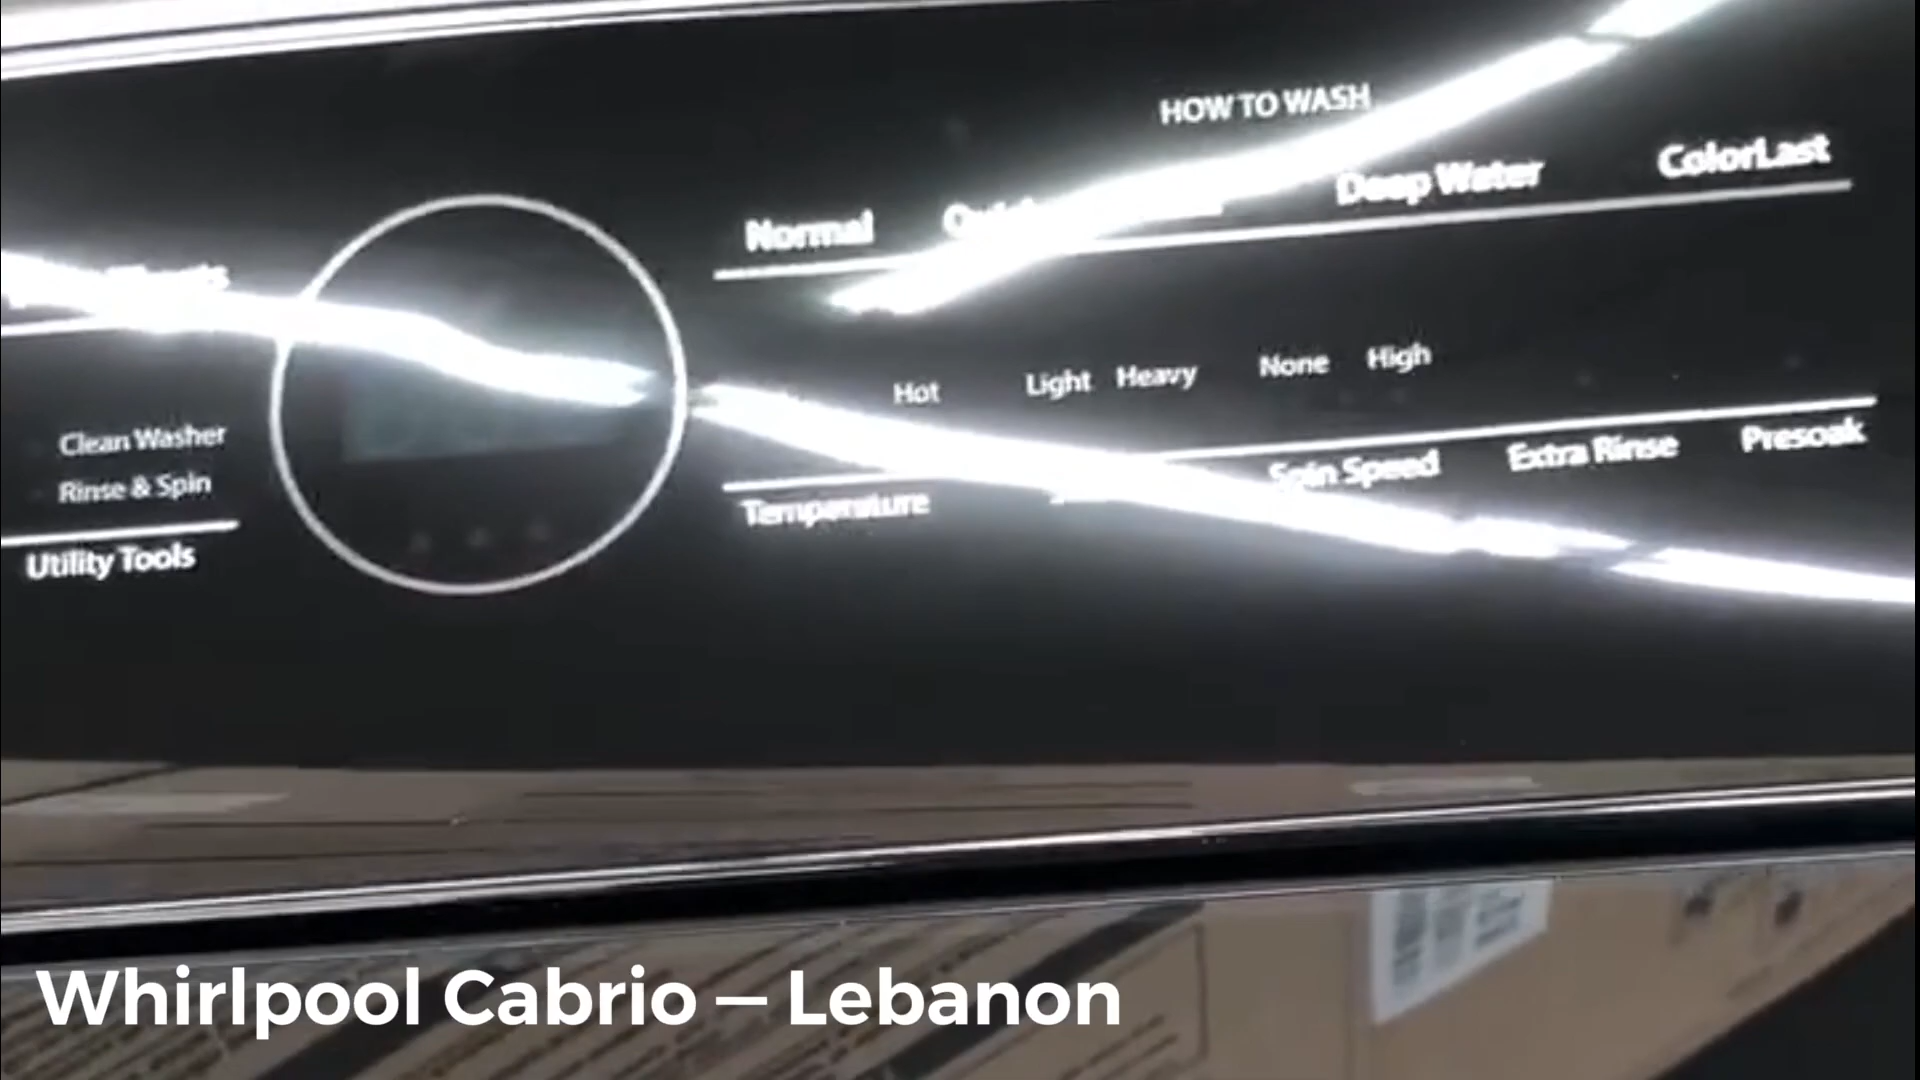 HOW TO WASH
Normal Deep Water ColorLast
Hot Light Heavy None High
Clean Washer
Rinse & Spin
Temperature Spin Speed Extra Rinse Presoak
Utility Tools
Whirlpool Cabrio – Lebanon